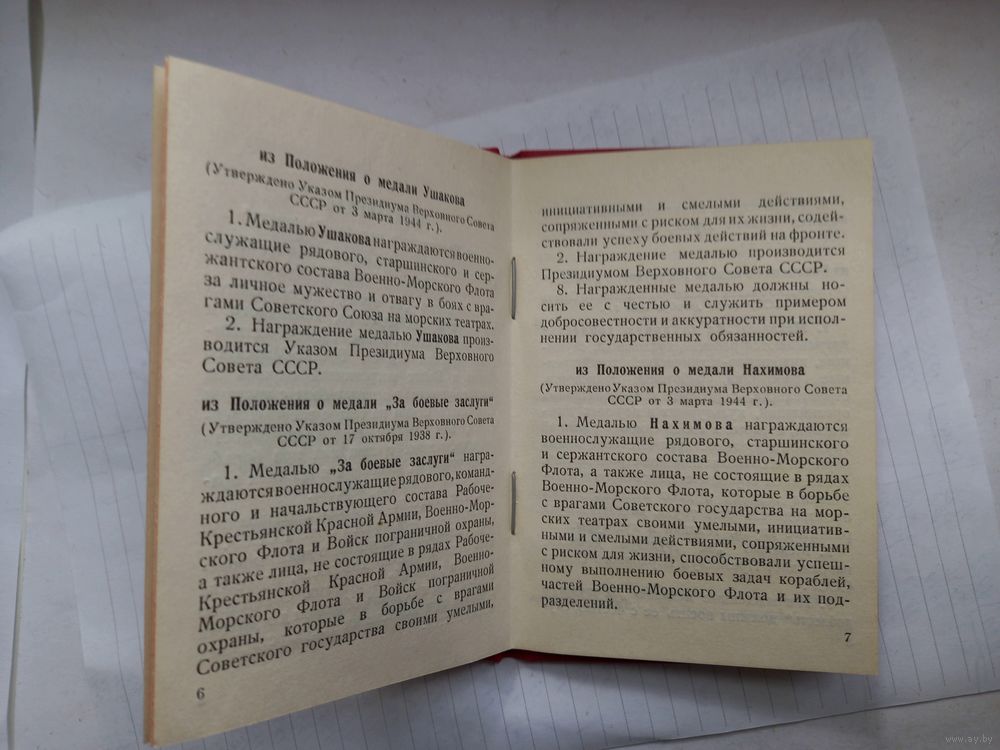 из Положения о медали Ушакова
(Утверждено Указом Президиума Верховного Совета
СССР от 3 марта 1944 г.).
1. Медалью Ушакова награждаются военно-
служащие рядового, старшинского и сер-
жантского состава Военно-Морского Флота
за личное мужество и отвагу в боях с вра-
гами Советского Союза на морских театрах.
2. Награждение медалью Ушакова произ-
водится Указом Президиума Верховного
Совета СССР.
из Положения о медали „За боевые заслуги“
(Утверждено Указом Президиума Верховного Совета
СССР от 17 октября 1938 г.).
1. Медалью „За боевые заслуги“ награ-
ждаются военнослужащие рядового, команд-
ного и начальствующего состава Рабоче-
Крестьянской Красной Армии, Военно-Мор-
ского Флота и Войск пограничной охраны,
а также лица, не состоящие в рядах Рабоче-
Крестьянской Красной Армии, Военно-
Морского Флота и Войск пограничной
охраны, которые в борьбе с врагами
Советского государства своими умелыми,
6
инициативными и смелыми действиями,
сопряженными с риском для их жизни, содей-
ствовали успеху боевых действий на фронте.
2. Награждение медалью производится
Президиумом Верховного Совета СССР.
8. Награжденные медалью должны но-
сить ее с честью и служить примером
добросовестности и аккуратности при испол-
нении государственных обязанностей.
из Положения о медали Нахимова
(Утверждено Указом Президиума Верховного Совета
СССР от 3 марта 1944 г.).
1. Медалью Нахимова награждаются
военнослужащие рядового, старшинского
и сержантского состава Военно-Морского
Флота, а также лица, не состоящие в рядах
Военно-Морского Флота, которые в борьбе
с врагами Советского государства на мор-
ских театрах своими умелыми, инициатив-
ными и смелыми действиями, сопряженными
с риском для жизни, способствовали успеш-
ному выполнению боевых задач кораблей,
частей Военно-Морского Флота и их под-
разделений.
7
www.ay.by